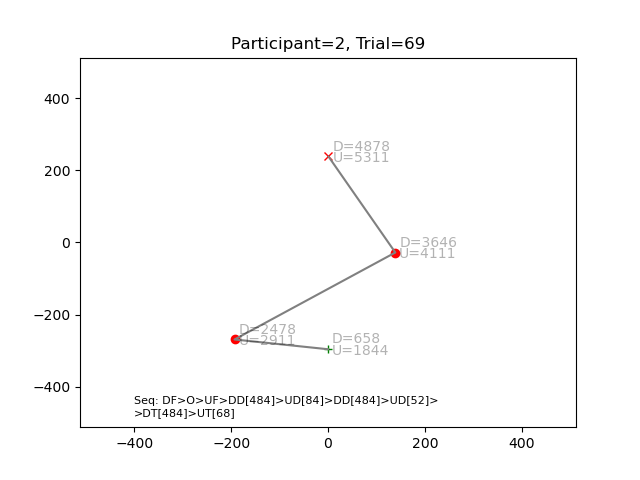 Participant=2, Trial=69
400
200
0
−200
−400
D=4878
U=5311
D=3646
U=4111
D=2478
U=2911
D=658
U=1844
Seq: DF>O>UF>DD[484]>UD[84]>DD[484]>UD[52]>
>DT[484]>UT[68]
−400 −200 0 200 400